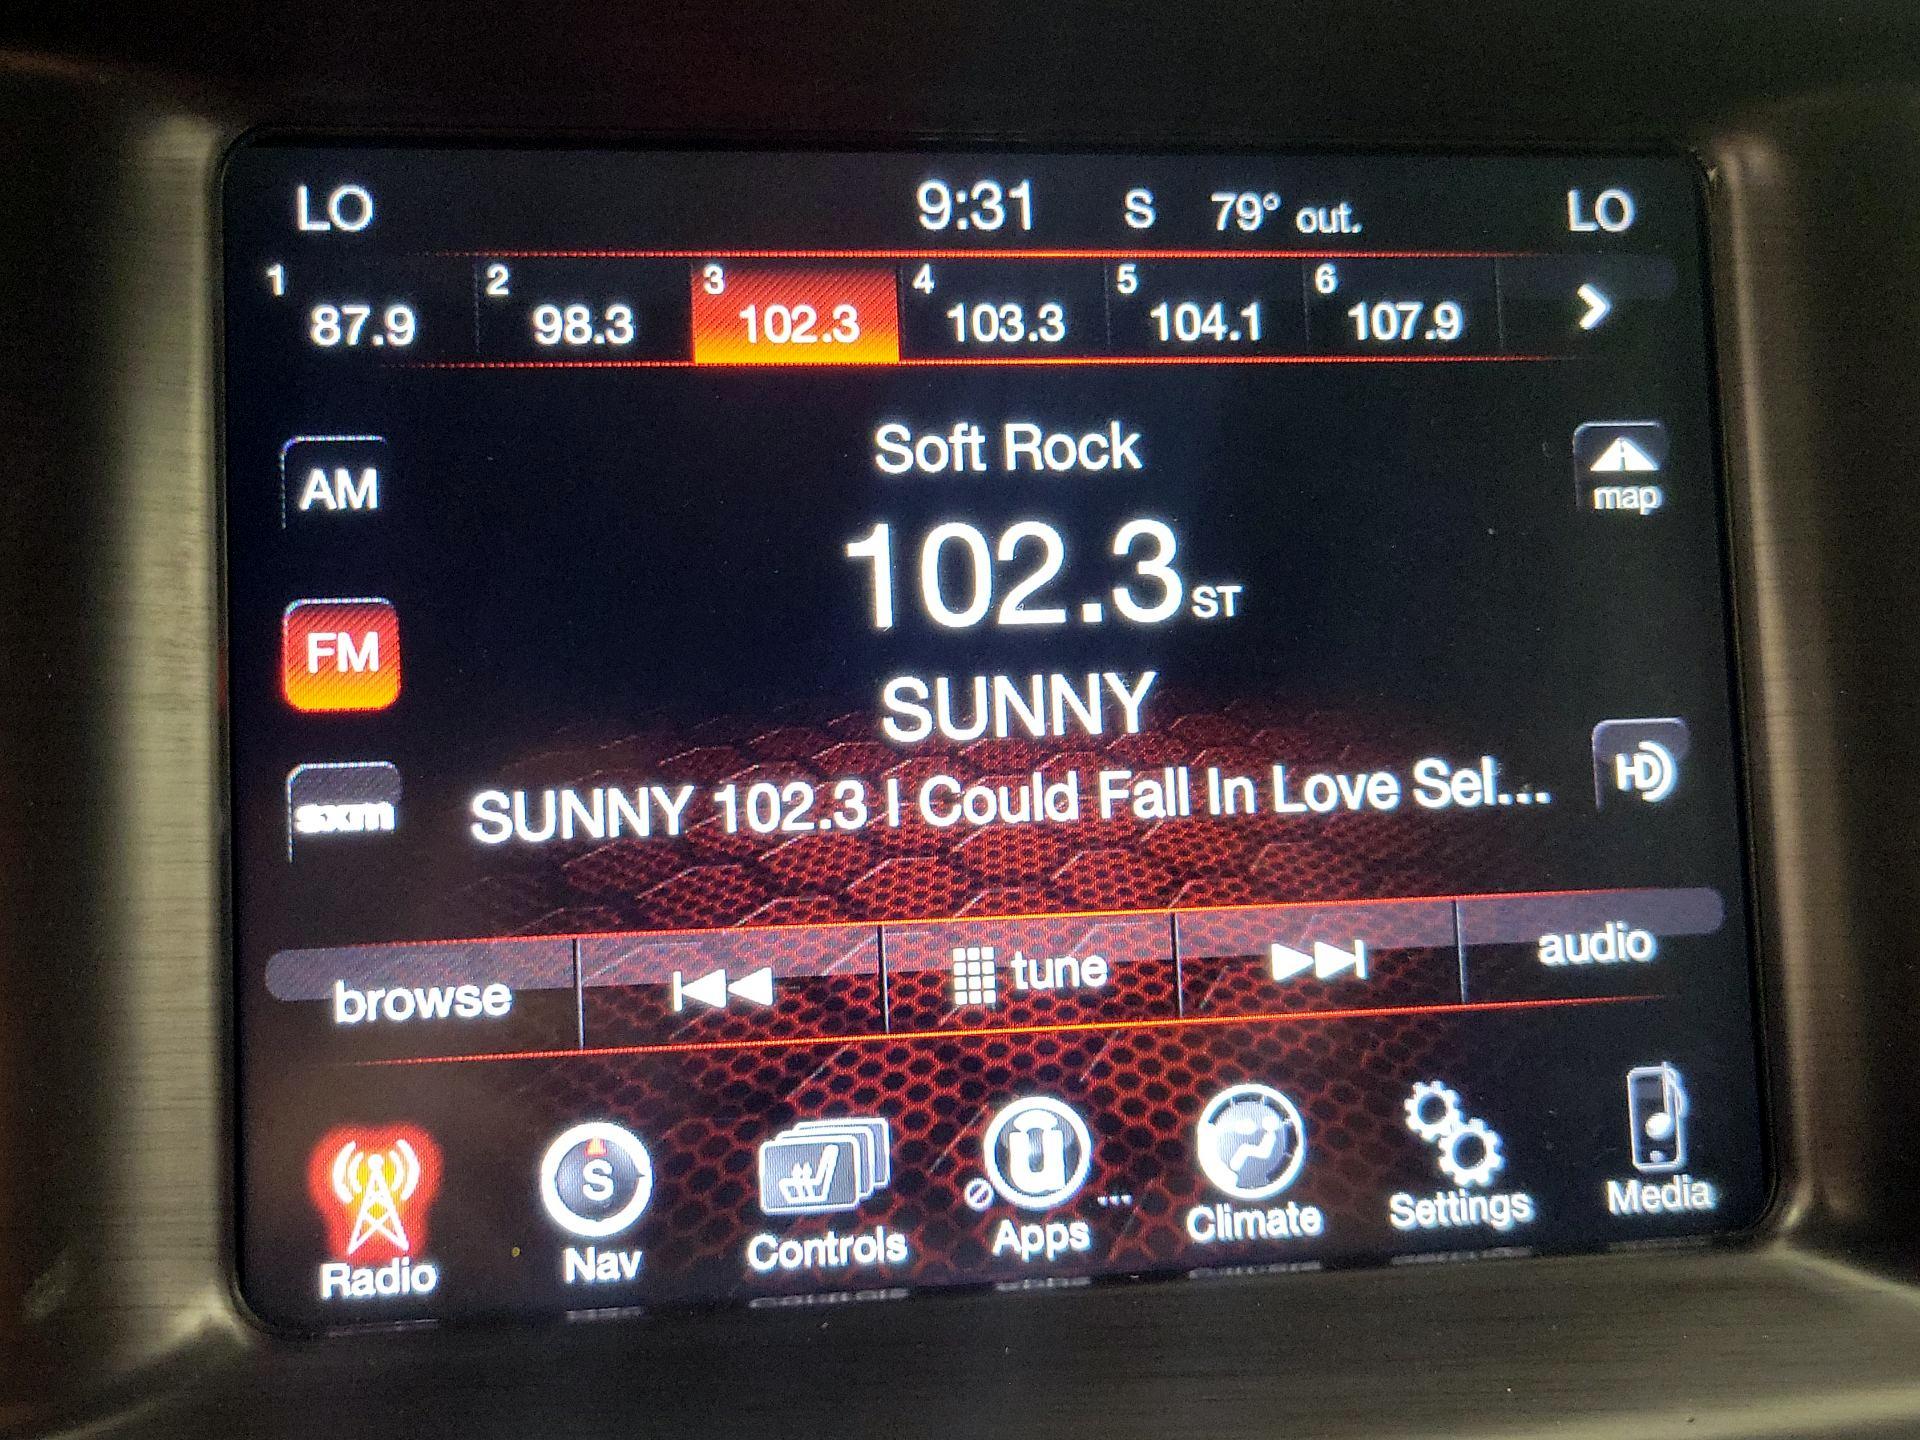 LO 9:31 S 79° out. LO
1 87.9 2 98.3 3 102.3 4 103.3 5 104.1 6 107.9
Soft Rock
AM
map
102.3 ST
FM
SUNNY
HD
sxm
SUNNY 102.3 I Could Fall In Love Sel...
browse tune audio
S
Radio Nav Controls Apps ... Climate Settings Media